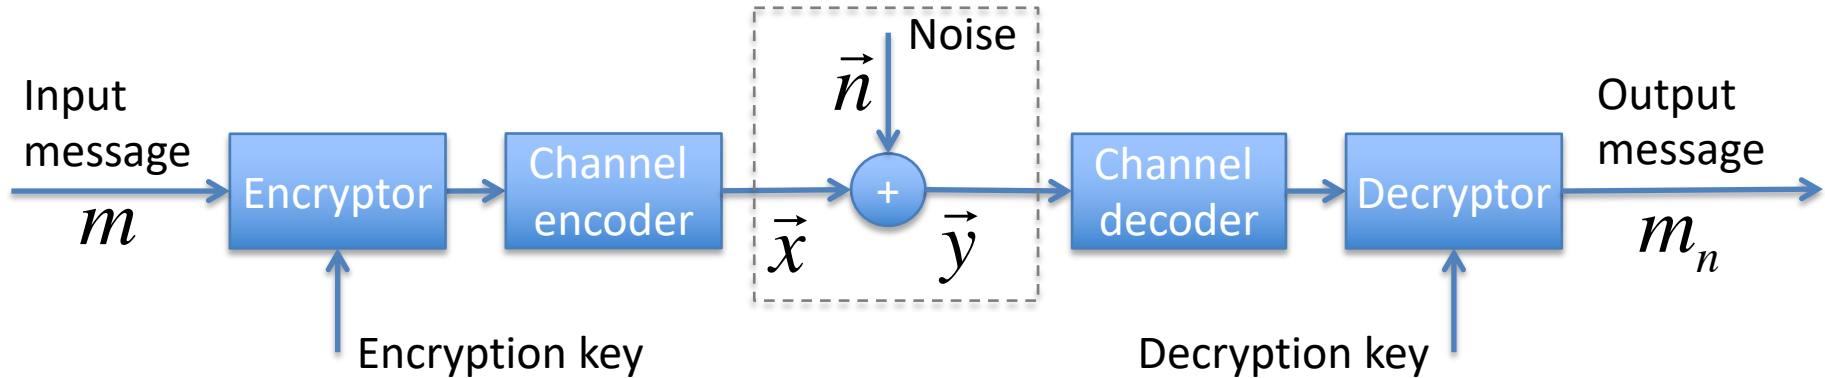 Input
message
m
Encryptor
Encryption key
Channel
encoder
x⃗
Noise
n⃗
+
y⃗
Channel
decoder
Decryptor
Decryption key
Output
message
mₙ